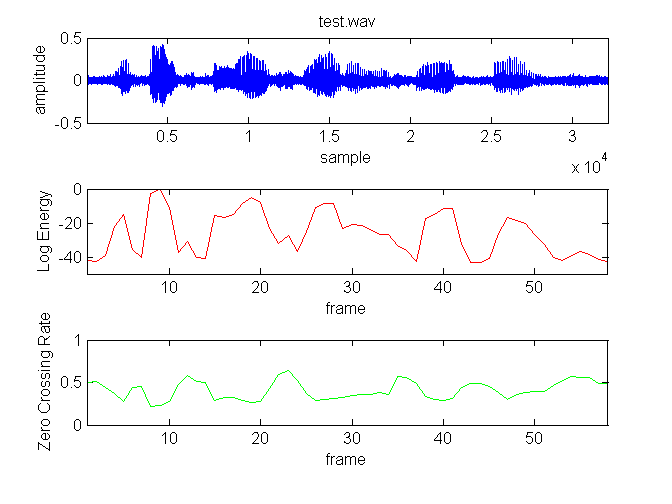 test.wav
amplitude
0.5
0
-0.5
0.5 1 1.5 2 2.5 3
sample
x 10⁴
Log Energy
0
-20
-40
10 20 30 40 50
frame
Zero Crossing Rate
1
0.5
0
10 20 30 40 50
frame